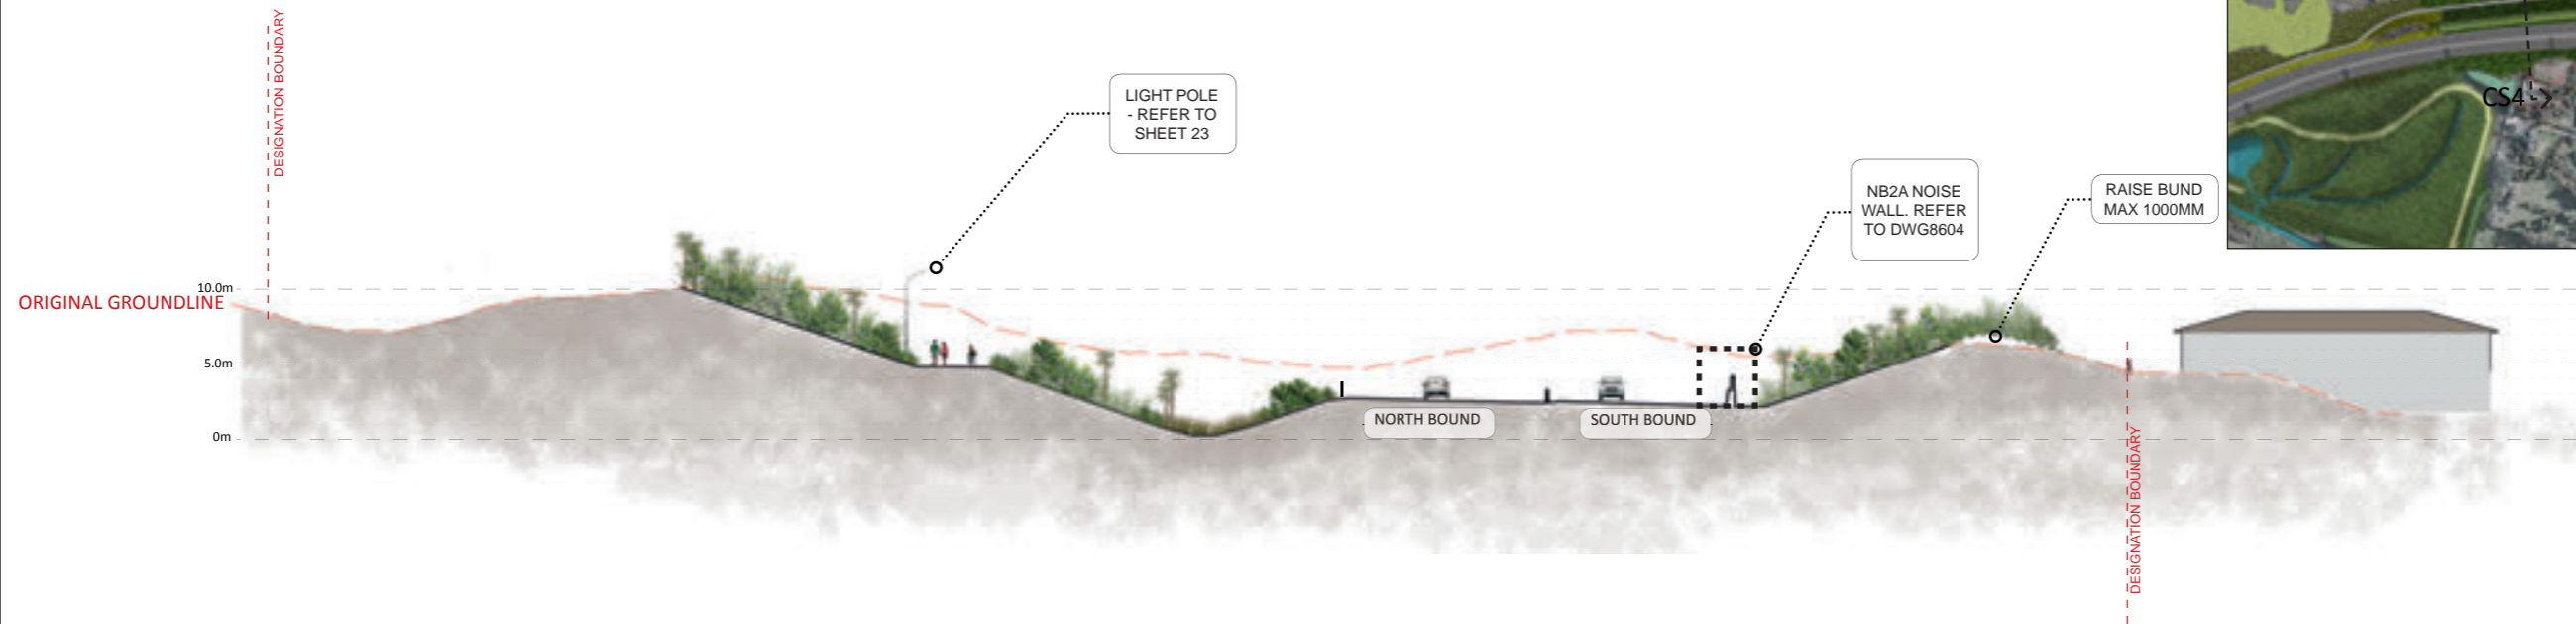 DESIGNATION BOUNDARY
LIGHT POLE
- REFER TO
SHEET 23
NB2A NOISE
WALL. REFER
TO DWG8604
RAISE BUND
MAX 1000MM
CS4
10.0m
ORIGINAL GROUNDLINE
5.0m
0m
NORTH BOUND
SOUTH BOUND
DESIGNATION BOUNDARY